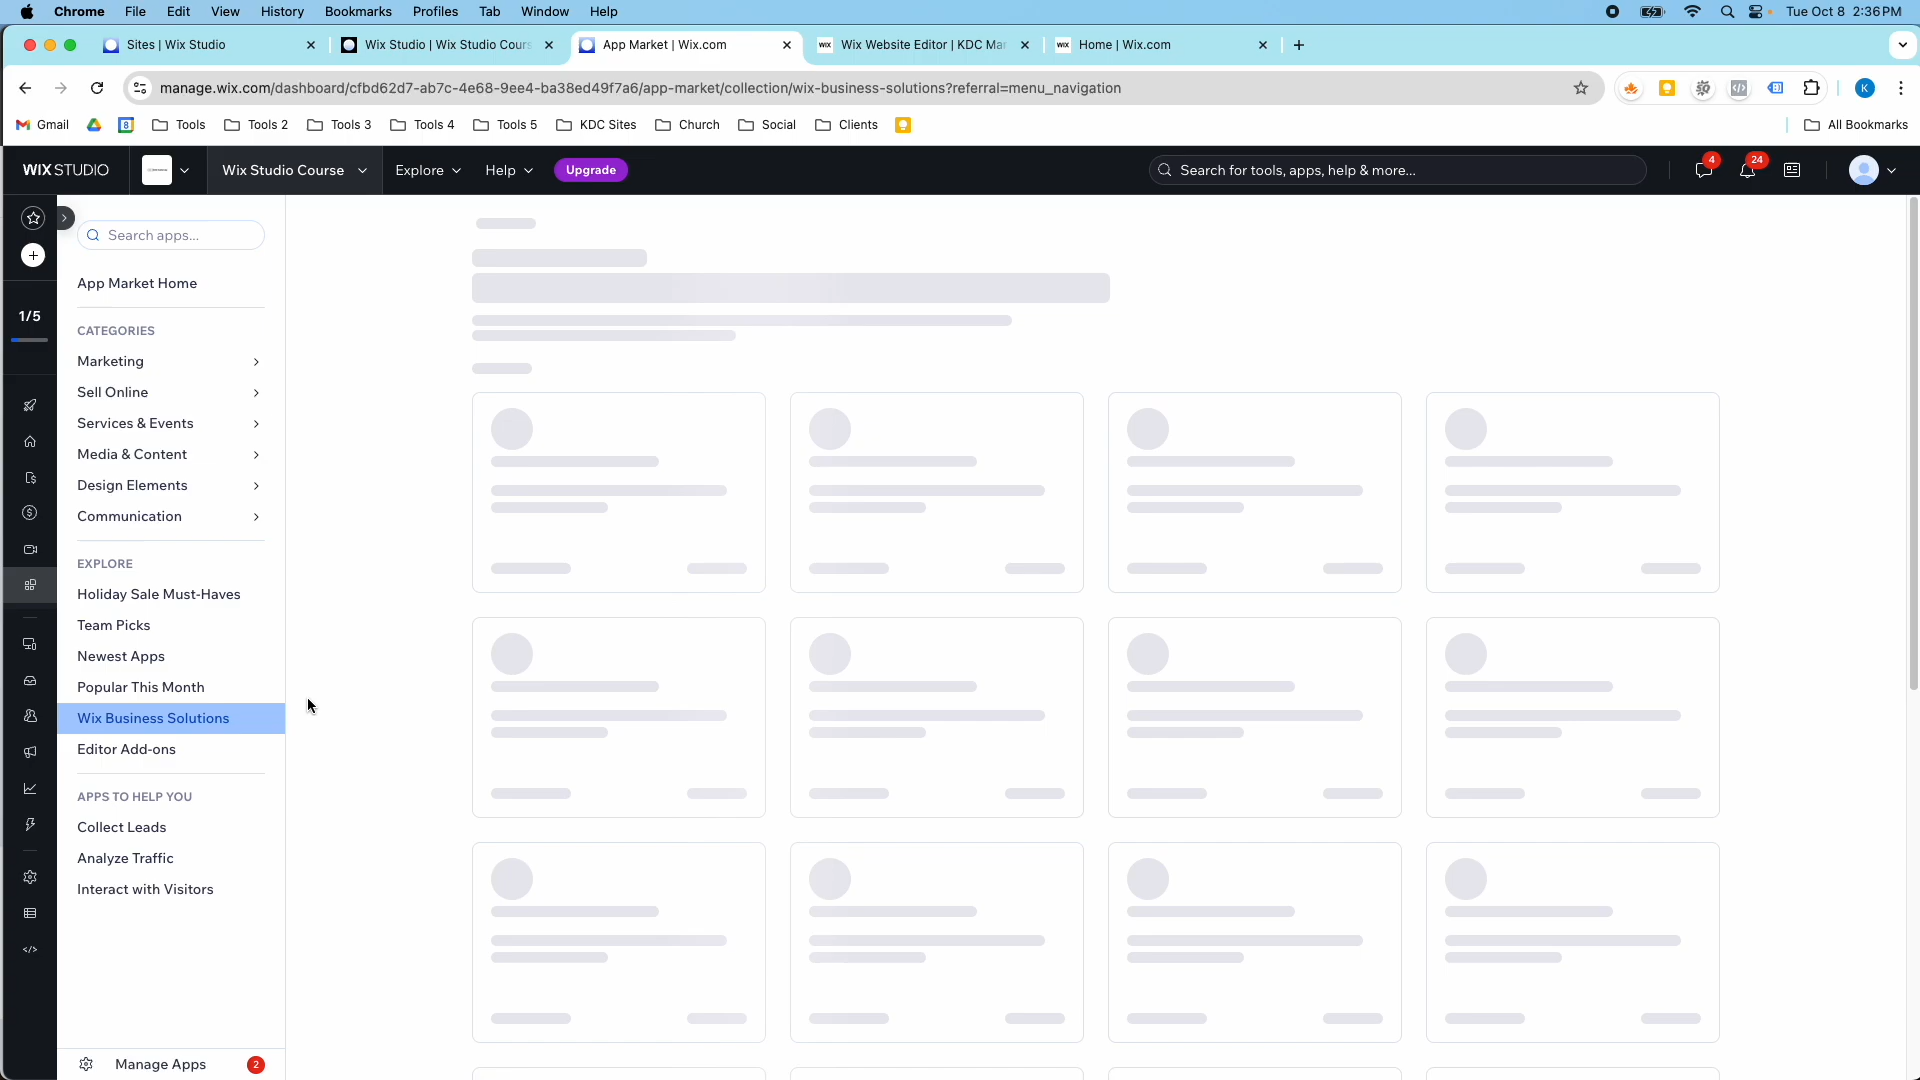 Chrome File Edit View History Bookmarks Profiles Tab Window Help Tue Oct 8 2:36 PM
Sites | Wix Studio
Wix Studio | Wix Studio Cours
App Market | Wix.com
WIX Wix Website Editor | KDC Mar
WIX Home | Wix.com
manage.wix.com/dashboard/cfbd62d7-ab7c-4e68-9ee4-ba38ed49f7a6/app-market/collection/wix-business-solutions?referral=menu_navigation
K
Gmail Tools Tools 2 Tools 3 Tools 4 Tools 5 KDC Sites Church Social Clients All Bookmarks
WIX STUDIO Wix Studio Course Explore Help Upgrade Search for tools, apps, help & more... 4 24
Search apps...
App Market Home
1/5
CATEGORIES
Marketing
Sell Online
Services & Events
Media & Content
Design Elements
Communication
EXPLORE
Holiday Sale Must-Haves
Team Picks
Newest Apps
Popular This Month
Wix Business Solutions
Editor Add-ons
APPS TO HELP YOU
Collect Leads
Analyze Traffic
Interact with Visitors
Manage Apps 2